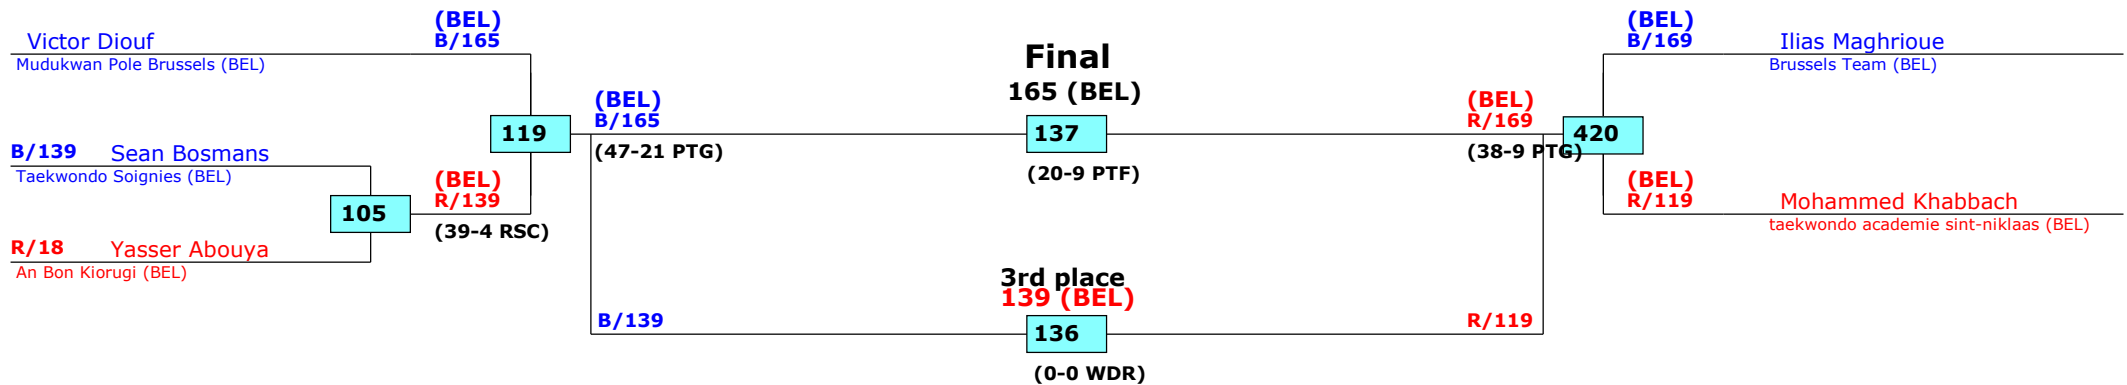 (BEL)
B/165
Victor Diouf
Mudukwan Pole Brussels (BEL)
B/139 Sean Bosmans
Taekwondo Soignies (BEL)
R/18 Yasser Abouya
An Bon Kiorugi (BEL)
105
(BEL)
R/139
(39-4 RSC)
119
(BEL)
B/165
(47-21 PTG)
Final
165 (BEL)
137
(20-9 PTF)
3rd place
139 (BEL)
B/139
136
R/119
(0-0 WDR)
(BEL)
R/169
(38-9 PTG)
420
(BEL)
B/169
Ilias Maghrioue
Brussels Team (BEL)
(BEL)
R/119
Mohammed Khabbach
taekwondo academie sint-niklaas (BEL)